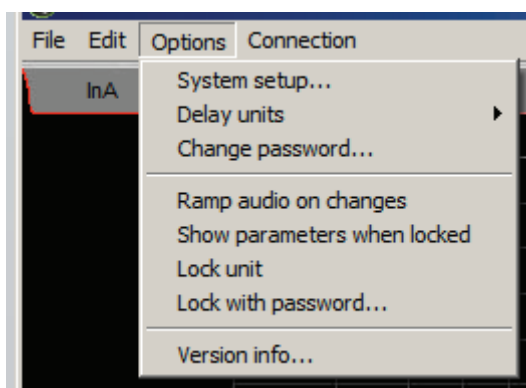 File Edit Options Connection
InA
System setup...
Delay units
Change password...
Ramp audio on changes
Show parameters when locked
Lock unit
Lock with password...
Version info...